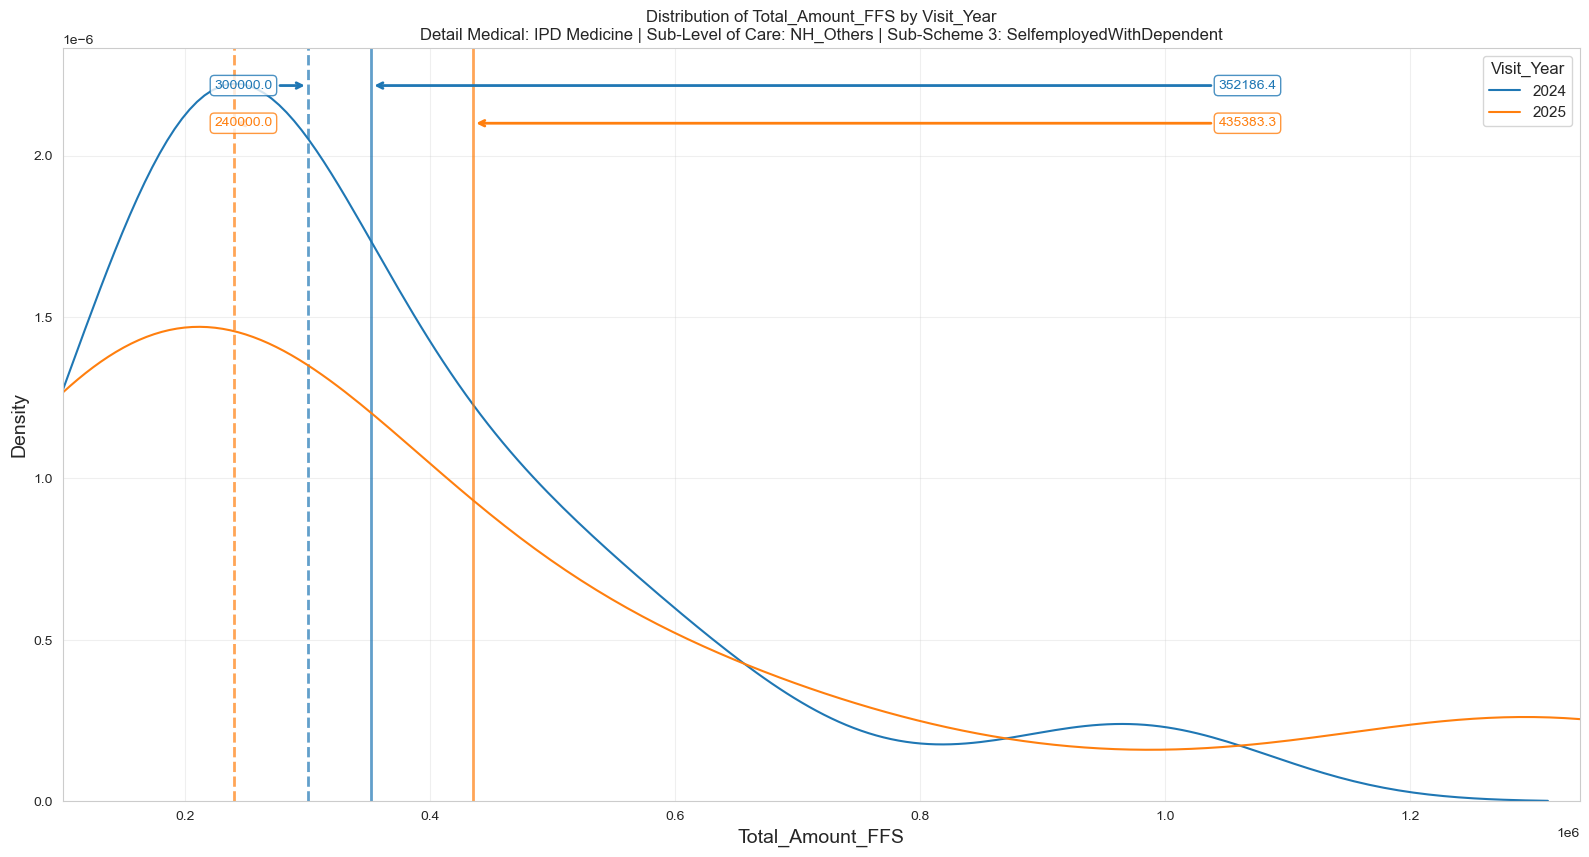 Distribution of Total_Amount_FFS by Visit_Year
Detail Medical: IPD Medicine | Sub-Level of Care: NH_Others | Sub-Scheme 3: SelfemployedWithDependent
1e−6
300000.0
352186.4
240000.0
435383.3
Visit_Year
2024
2025
2.0
1.5
1.0
0.5
0.0
Density
0.2
0.4
0.6
0.8
1.0
1.2
1e6
Total_Amount_FFS